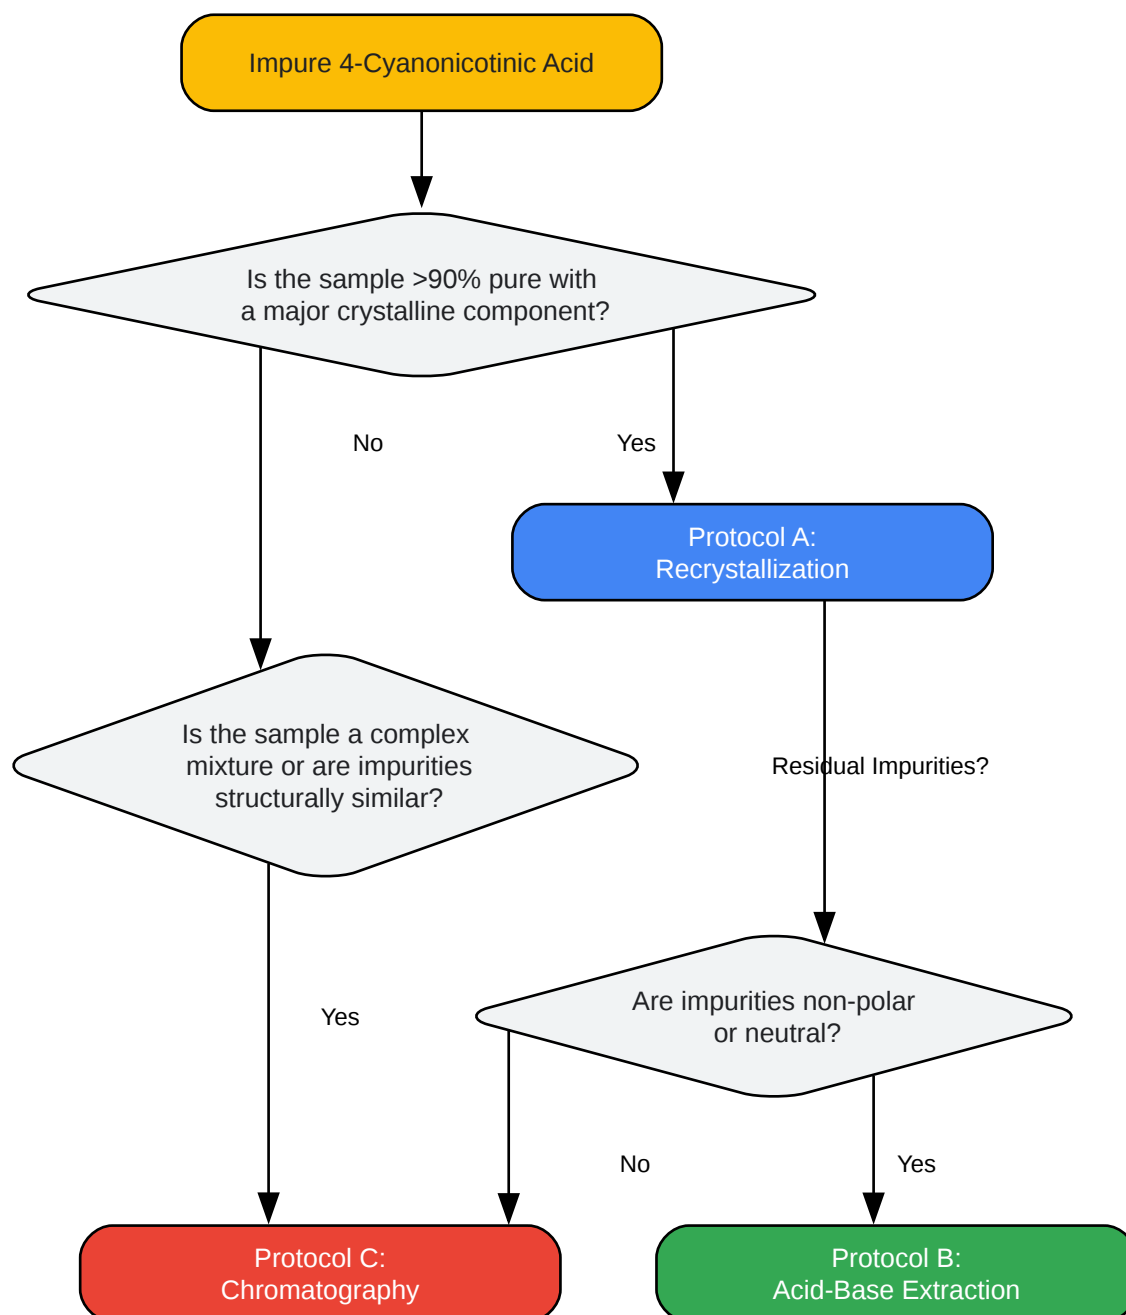 Impure 4-Cyanonicotinic Acid
Is the sample >90% pure with
a major crystalline component?
No
Yes
Protocol A:
Recrystallization
Is the sample a complex
mixture or are impurities
structurally similar?
Residual Impurities?
Are impurities non-polar
or neutral?
Yes
No
Yes
Protocol C:
Chromatography
Protocol B:
Acid-Base Extraction